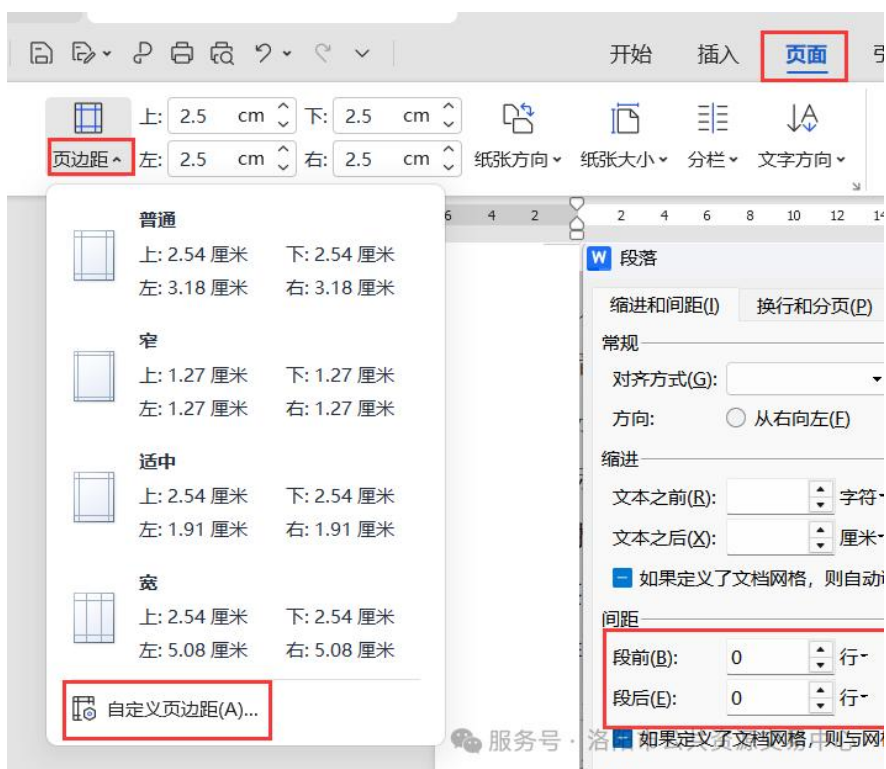 开始 插入 页面
页边距 上: 2.5 cm 下: 2.5 cm
左: 2.5 cm 右: 2.5 cm
纸张方向 纸张大小 分栏 文字方向
6 4 2 2 4 6 8 10 12 14
普通
上: 2.54 厘米 下: 2.54 厘米
左: 3.18 厘米 右: 3.18 厘米
窄
上: 1.27 厘米 下: 1.27 厘米
左: 1.27 厘米 右: 1.27 厘米
适中
上: 2.54 厘米 下: 2.54 厘米
左: 1.91 厘米 右: 1.91 厘米
宽
上: 2.54 厘米 下: 2.54 厘米
左: 5.08 厘米 右: 5.08 厘米
自定义页边距(A)...
W 段落
缩进和间距(I) 换行和分页(P)
常规
对齐方式(G):
方向: 从右向左(F)
缩进
文本之前(R): 字符
文本之后(X): 厘米
如果定义了文档网格，则自动
间距
段前(B): 0 行
段后(E): 0 行
如果定义了文档网格，则与网
服务号 · 洛